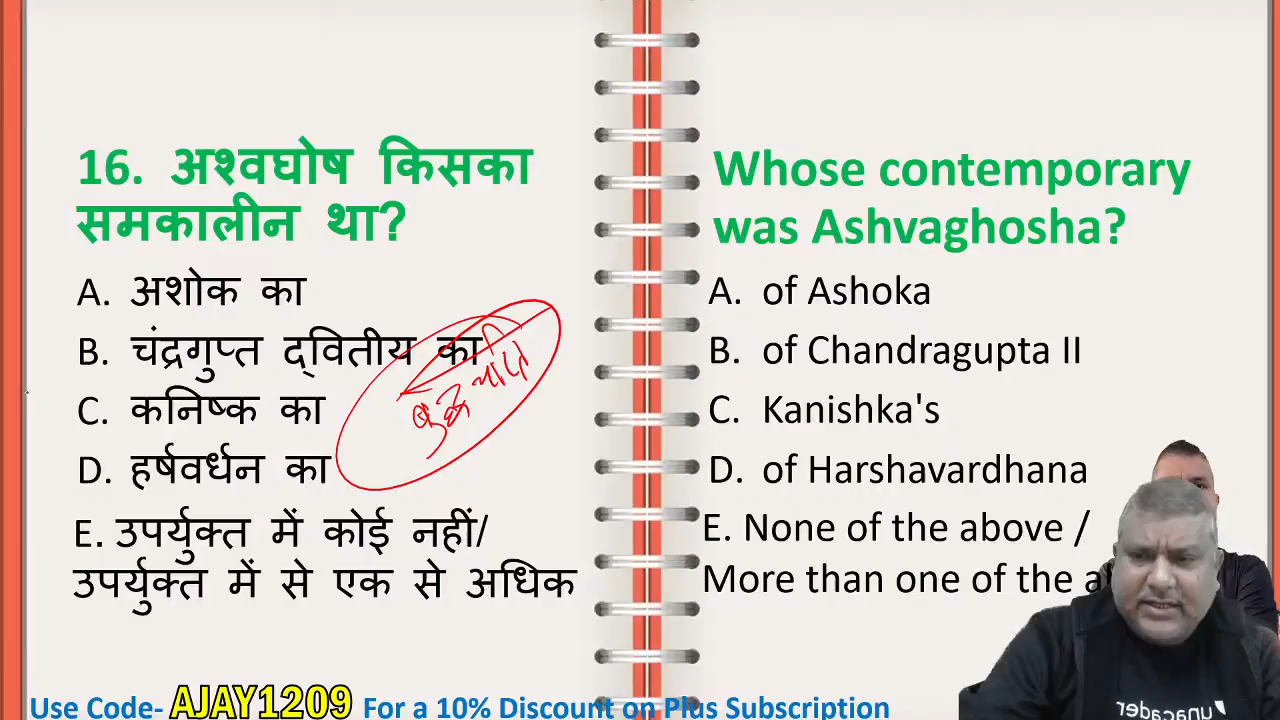 16. अश्वघोष किसका
समकालीन था?
A. अशोक का
B. चंद्रगुप्त द्वितीय का
C. कनिष्क का
D. हर्षवर्धन का
E. उपर्युक्त में कोई नहीं/
उपर्युक्त में से एक से अधिक
Whose contemporary
was Ashvaghosha?
A. of Ashoka
B. of Chandragupta II
C. Kanishka's
D. of Harshavardhana
E. None of the above /
More than one of the a
Use Code- AJAY1209 For a 10% Discount on Plus Subscription
unacader